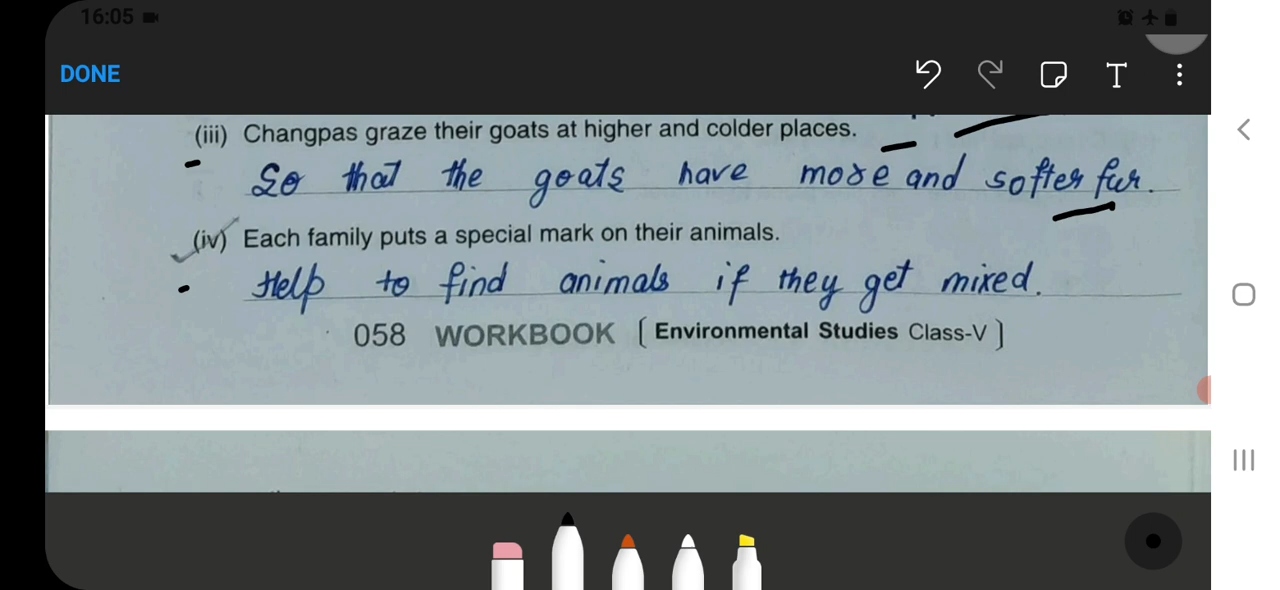 16:05
DONE
T
(iii) Changpas graze their goats at higher and colder places.
So that the goats have more and softer fur.
(iv) Each family puts a special mark on their animals.
Help to find animals if they get mixed.
058 WORKBOOK [ Environmental Studies Class-V ]